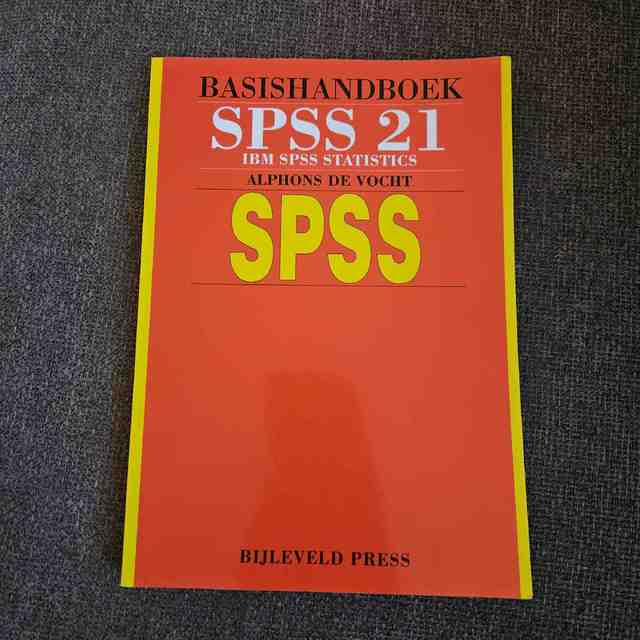 BASISHANDBOEK
SPSS 21
IBM SPSS STATISTICS
ALPHONS DE VOCHT
SPSS
BIJLEVELD PRESS